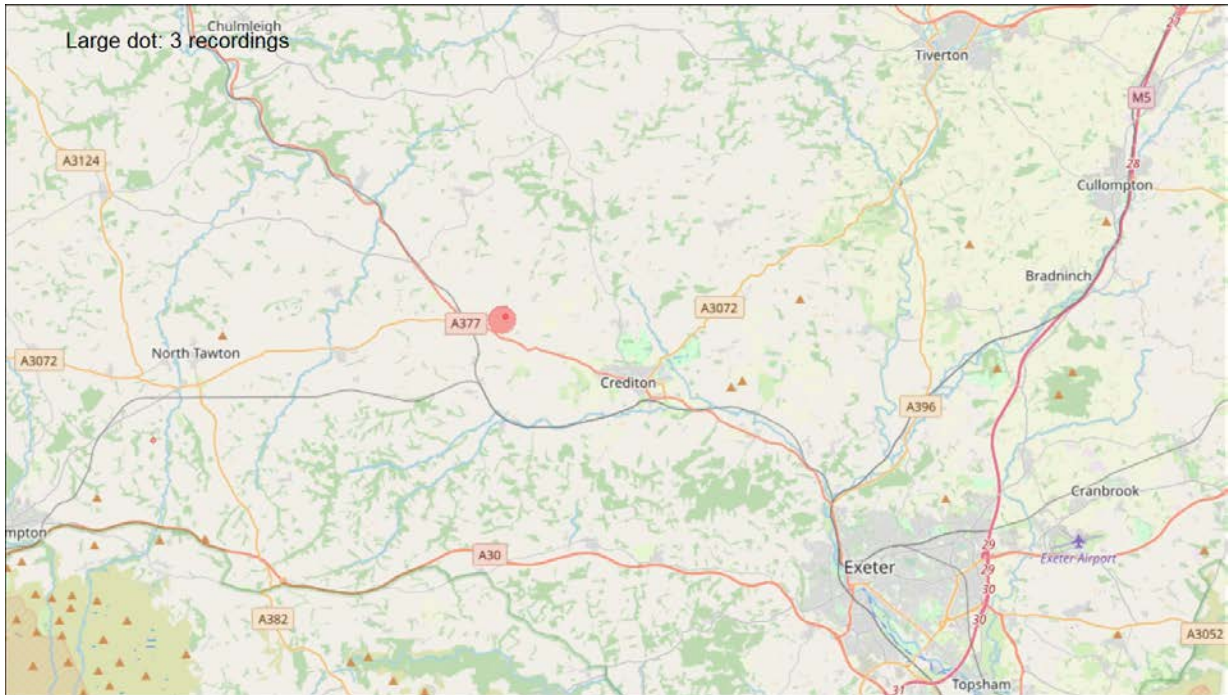 Chulmleigh
Large dot: 3 recordings
Tiverton
24
M5
A3124
28
Cullompton
Bradninch
A3072
A377
North Tawton
A3072
Crediton
A396
Cranbrook
mpton
A30
29
Exeter Airport
Exeter
29
30
30
A382
A3052
Topsham
31